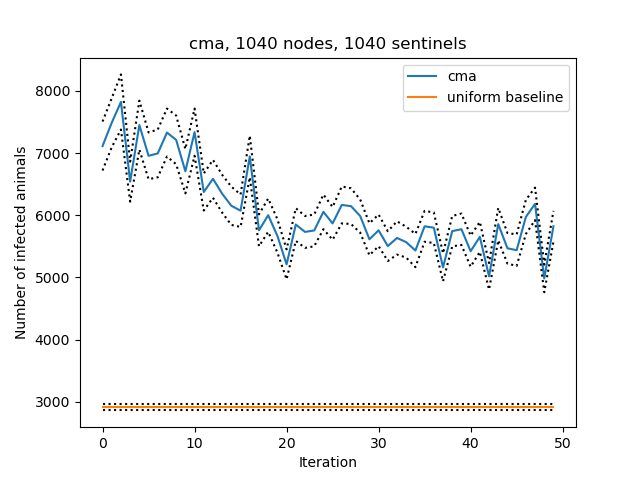 cma, 1040 nodes, 1040 sentinels
cma
uniform baseline
Number of infected animals
8000
7000
6000
5000
4000
3000
0 10 20 30 40 50
Iteration